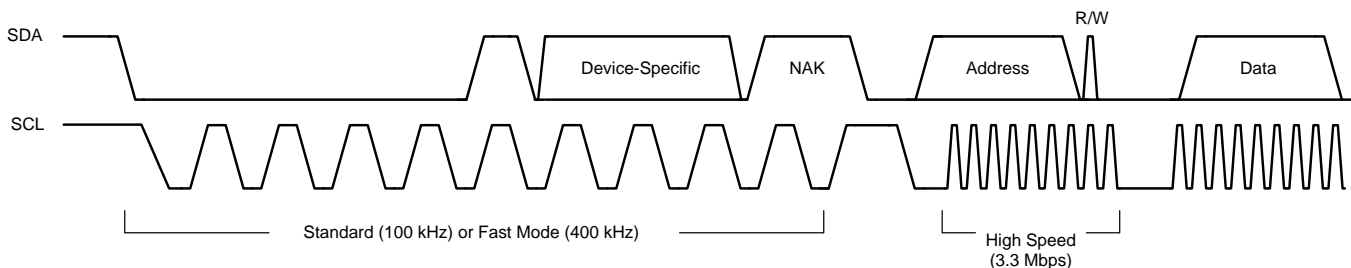 R/W
SDA
Device-Specific
NAK
Address
Data
SCL
Standard (100 kHz) or Fast Mode (400 kHz)
High Speed
(3.3 Mbps)